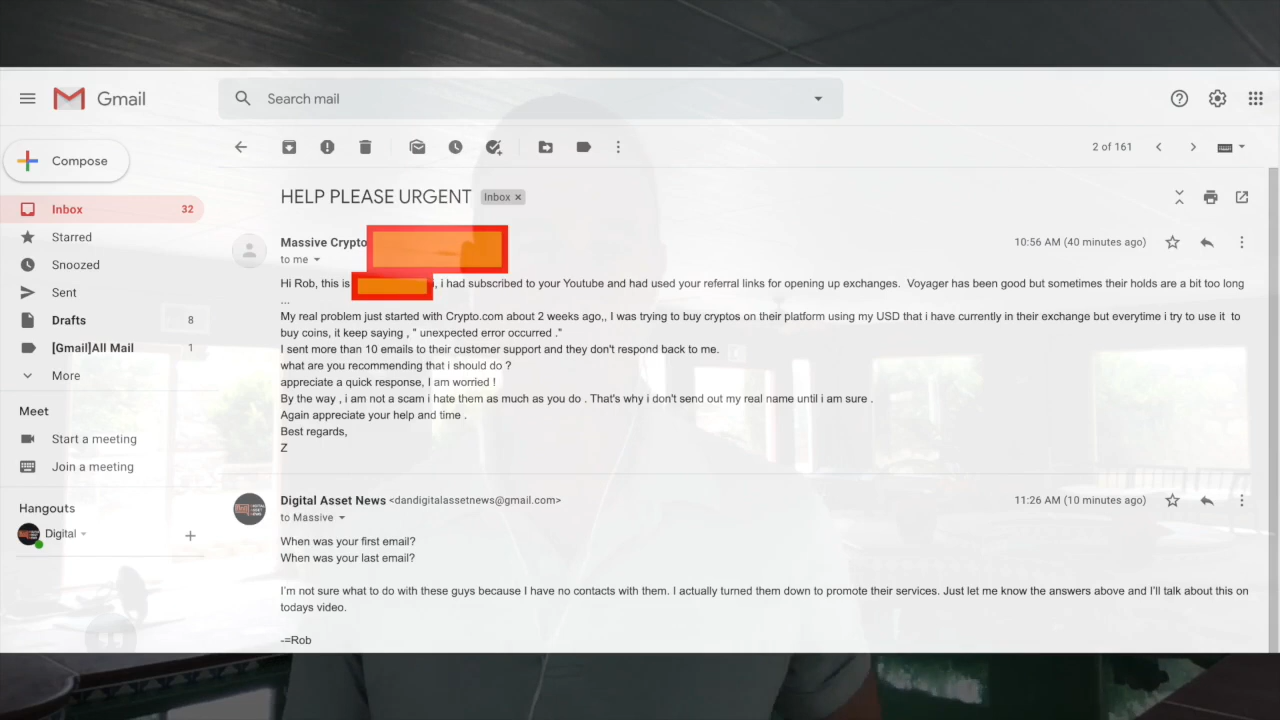 Gmail
Search mail
Compose
2 of 161
Inbox 32
Starred
Snoozed
Sent
Drafts 8
[Gmail]All Mail 1
More
Meet
Start a meeting
Join a meeting
Hangouts
Digital
HELP PLEASE URGENT Inbox x
Massive Crypto
10:56 AM (40 minutes ago)
to me
Hi Rob, this is , i had subscribed to your Youtube and had used your referral links for opening up exchanges. Voyager has been good but sometimes their holds are a bit too long
...
My real problem just started with Crypto.com about 2 weeks ago,, I was trying to buy cryptos on their platform using my USD that i have currently in their exchange but everytime i try to use it to
buy coins, it keep saying , " unexpected error occurred ."
I sent more than 10 emails to their customer support and they don't respond back to me.
what are you recommending that i should do ?
appreciate a quick response, I am worried !
By the way , i am not a scam i hate them as much as you do . That's why i don't send out my real name until i am sure .
Again appreciate your help and time .
Best regards,
Z
Digital Asset News <dandigitalassetnews@gmail.com>
11:26 AM (10 minutes ago)
to Massive
When was your first email?
When was your last email?
I'm not sure what to do with these guys because I have no contacts with them. I actually turned them down to promote their services. Just let me know the answers above and I'll talk about this on
todays video.
-=Rob